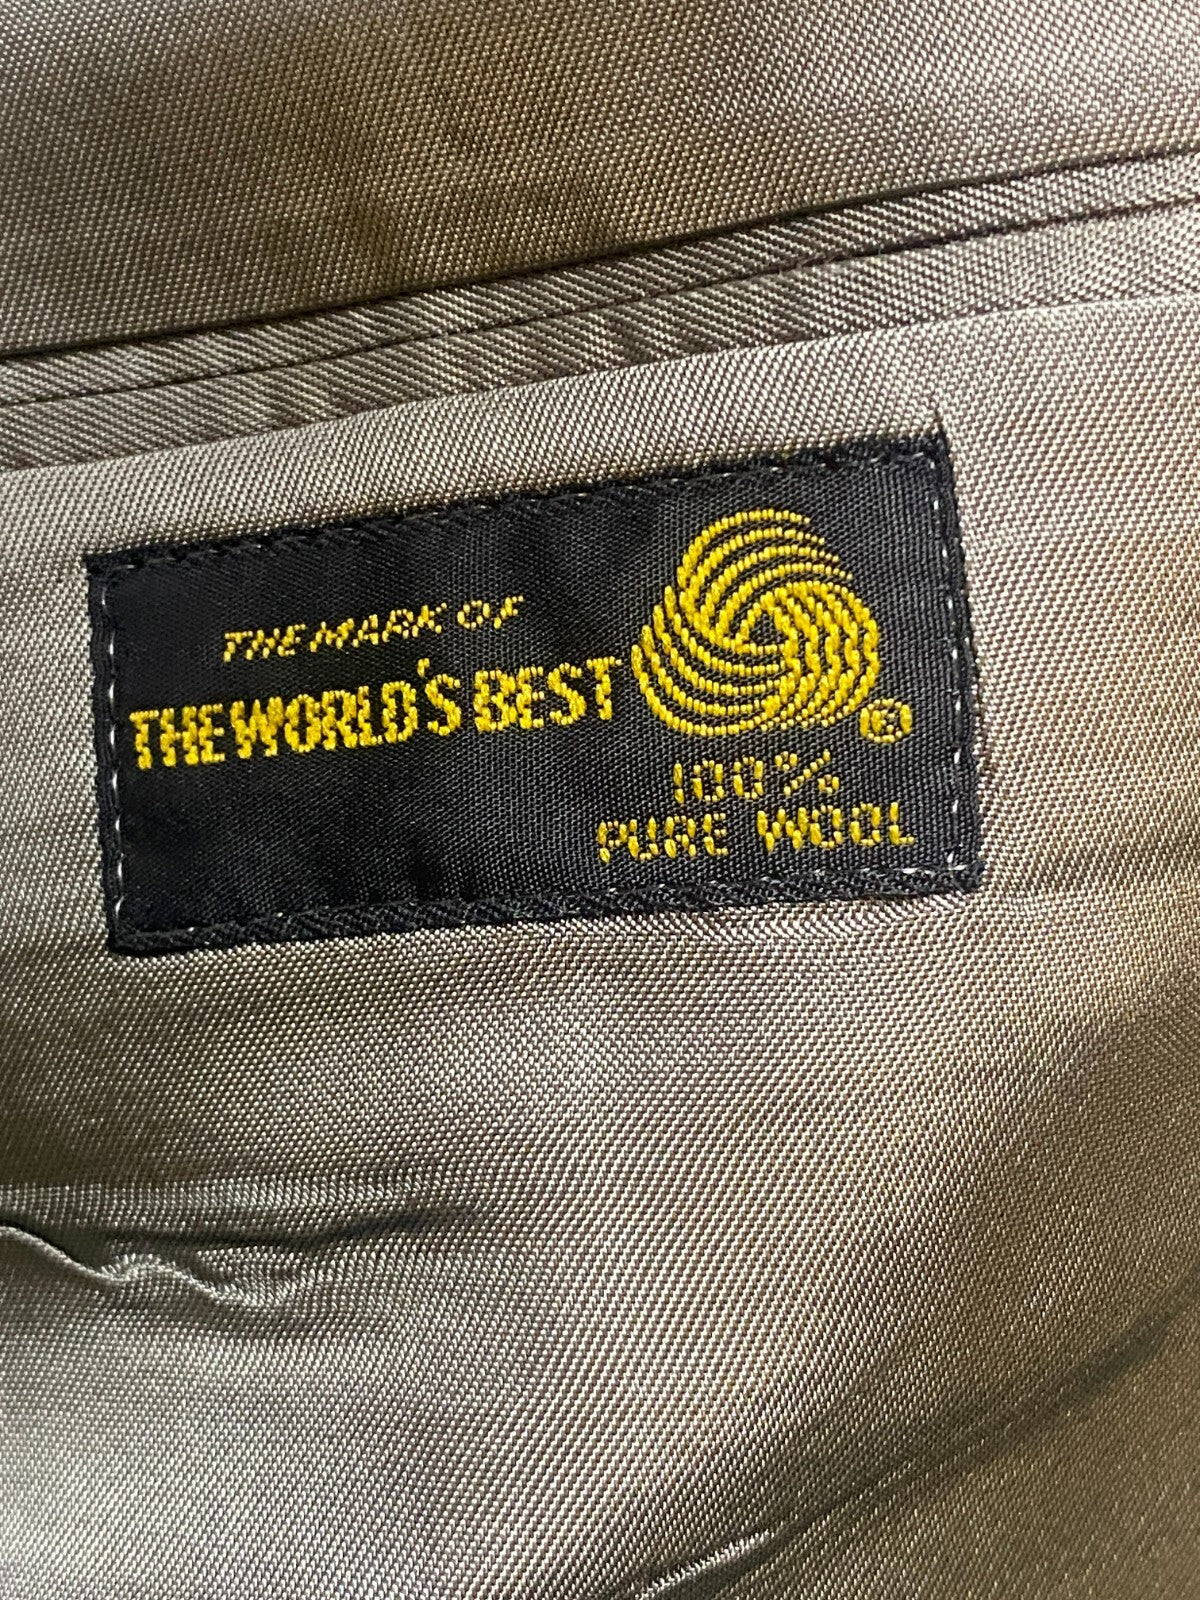 THE MARK OF
THE WORLD'S BEST
®
100%
PURE WOOL